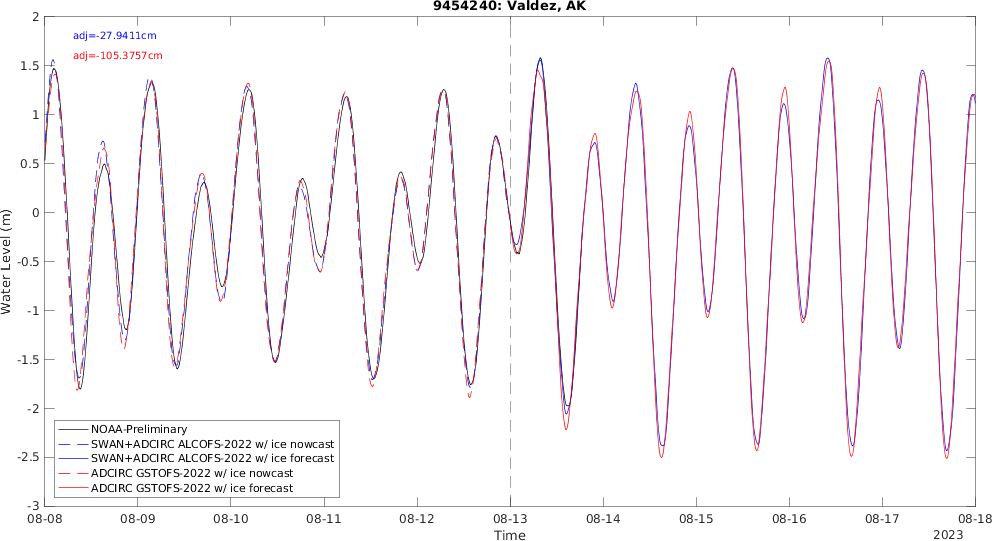 9454240: Valdez, AK
adj=-27.9411cm
adj=-105.3757cm
2
1.5
1
0.5
0
-0.5
-1
-1.5
-2
-2.5
-3
Water Level (m)
NOAA-Preliminary
SWAN+ADCIRC ALCOFS-2022 w/ ice nowcast
SWAN+ADCIRC ALCOFS-2022 w/ ice forecast
ADCIRC GSTOFS-2022 w/ ice nowcast
ADCIRC GSTOFS-2022 w/ ice forecast
08-08 08-09 08-10 08-11 08-12 08-13 08-14 08-15 08-16 08-17 08-18
Time
2023